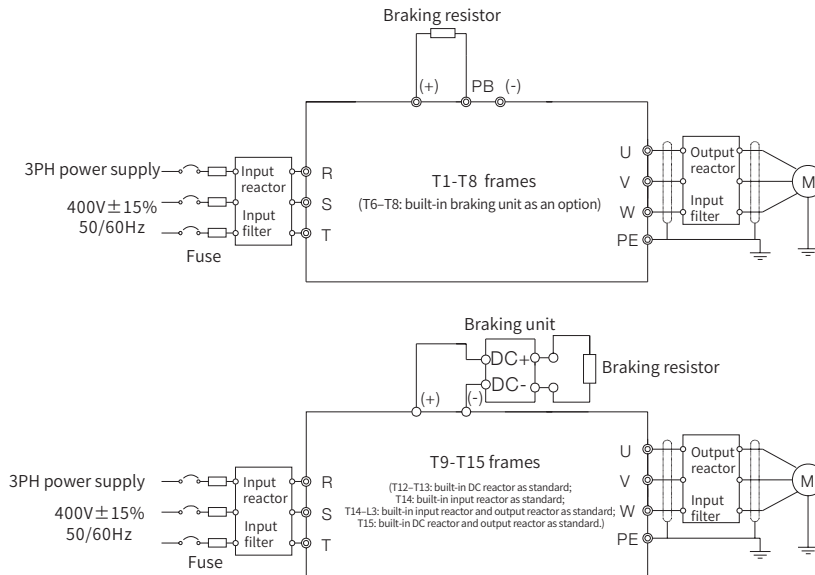 Braking resistor
(+) PB (-)
3PH power supply
400V±15%
50/60Hz
Fuse
Input
reactor
Input
filter
R
S
T
T1-T8 frames
(T6–T8: built-in braking unit as an option)
U
V
W
PE
Output
reactor
Input
filter
M
Braking unit
DC+
DC-
Braking resistor
(+) (-)
3PH power supply
400V±15%
50/60Hz
Fuse
Input
reactor
Input
filter
R
S
T
T9-T15 frames
(T12–T13: built-in DC reactor as standard;
T14: built-in input reactor as standard;
T14–L3: built-in input reactor and output reactor as standard;
T15: built-in DC reactor and output reactor as standard.)
U
V
W
PE
Output
reactor
Input
filter
M